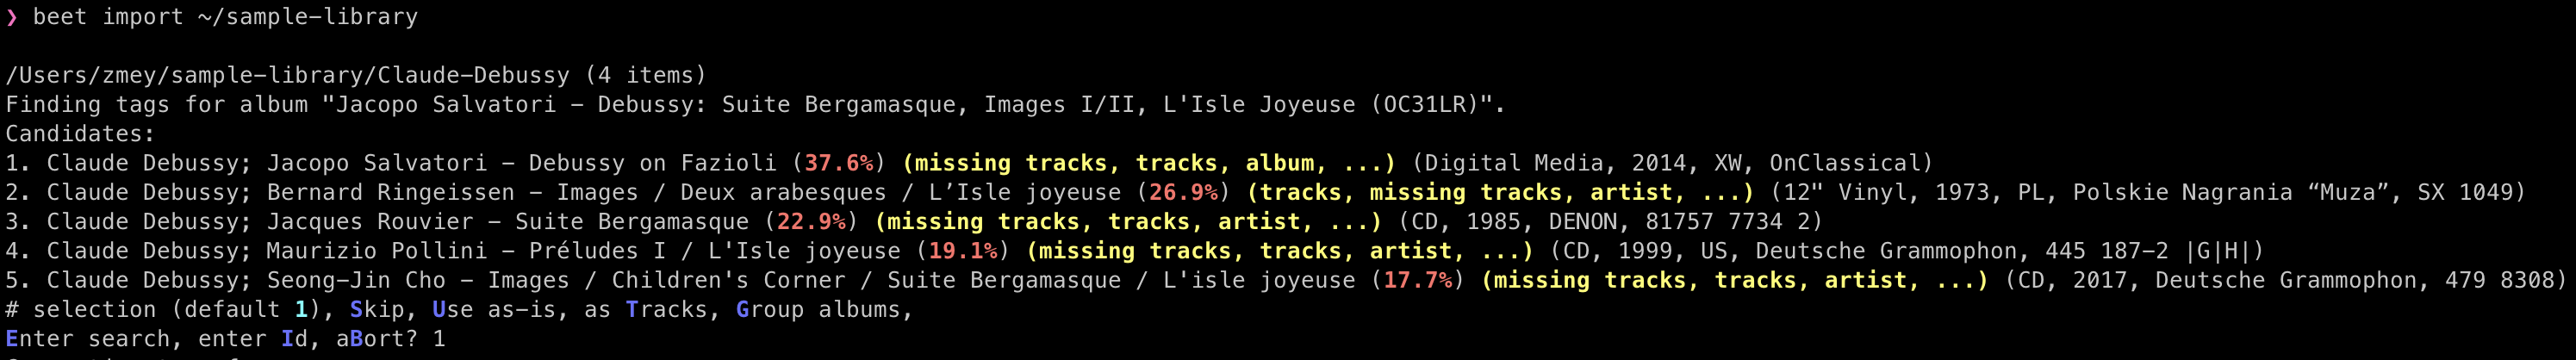 ❯ beet import ~/sample-library
/Users/zmey/sample-library/Claude-Debussy (4 items)
Finding tags for album "Jacopo Salvatori - Debussy: Suite Bergamasque, Images I/II, L'Isle Joyeuse (OC31LR)".
Candidates:
1. Claude Debussy; Jacopo Salvatori - Debussy on Fazioli (37.6%) (missing tracks, tracks, album, ...) (Digital Media, 2014, XW, OnClassical)
2. Claude Debussy; Bernard Ringeissen - Images / Deux arabesques / L’Isle joyeuse (26.9%) (tracks, missing tracks, artist, ...) (12" Vinyl, 1973, PL, Polskie Nagrania “Muza”, SX 1049)
3. Claude Debussy; Jacques Rouvier - Suite Bergamasque (22.9%) (missing tracks, tracks, artist, ...) (CD, 1985, DENON, 81757 7734 2)
4. Claude Debussy; Maurizio Pollini - Préludes I / L'Isle joyeuse (19.1%) (missing tracks, tracks, artist, ...) (CD, 1999, US, Deutsche Grammophon, 445 187-2 |G|H|)
5. Claude Debussy; Seong-Jin Cho - Images / Children's Corner / Suite Bergamasque / L'isle joyeuse (17.7%) (missing tracks, tracks, artist, ...) (CD, 2017, Deutsche Grammophon, 479 8308)
# selection (default 1), Skip, Use as-is, as Tracks, Group albums,
Enter search, enter Id, aBort? 1